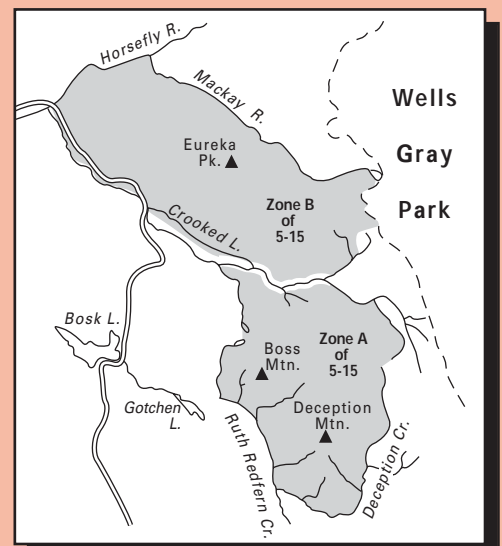 Horsefly R.
Mackay R.
Wells
Gray
Park
Eureka
Pk.
Zone B
of
5-15
Crooked L.
Bosk L.
Zone A
of
5-15
Boss
Mtn.
Gotchen
L.
Deception
Mtn.
Ruth Redfern Cr.
Deception Cr.